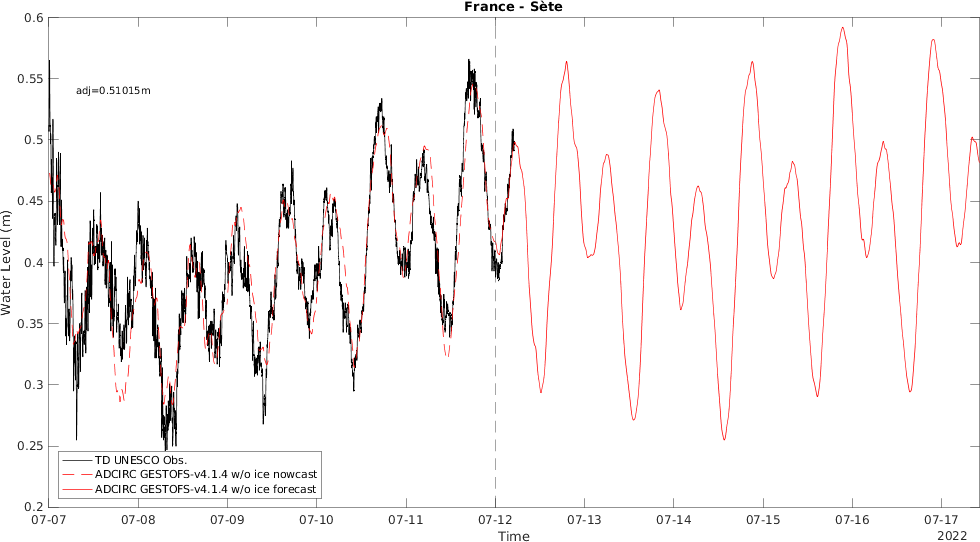 France - Sète
0.6
0.55
adj=0.51015m
0.5
0.45
Water Level (m)
0.4
0.35
0.3
0.25
TD UNESCO Obs.
ADCIRC GESTOFS-v4.1.4 w/o ice nowcast
ADCIRC GESTOFS-v4.1.4 w/o ice forecast
0.2
07-07 07-08 07-09 07-10 07-11 07-12 07-13 07-14 07-15 07-16 07-17
Time 2022